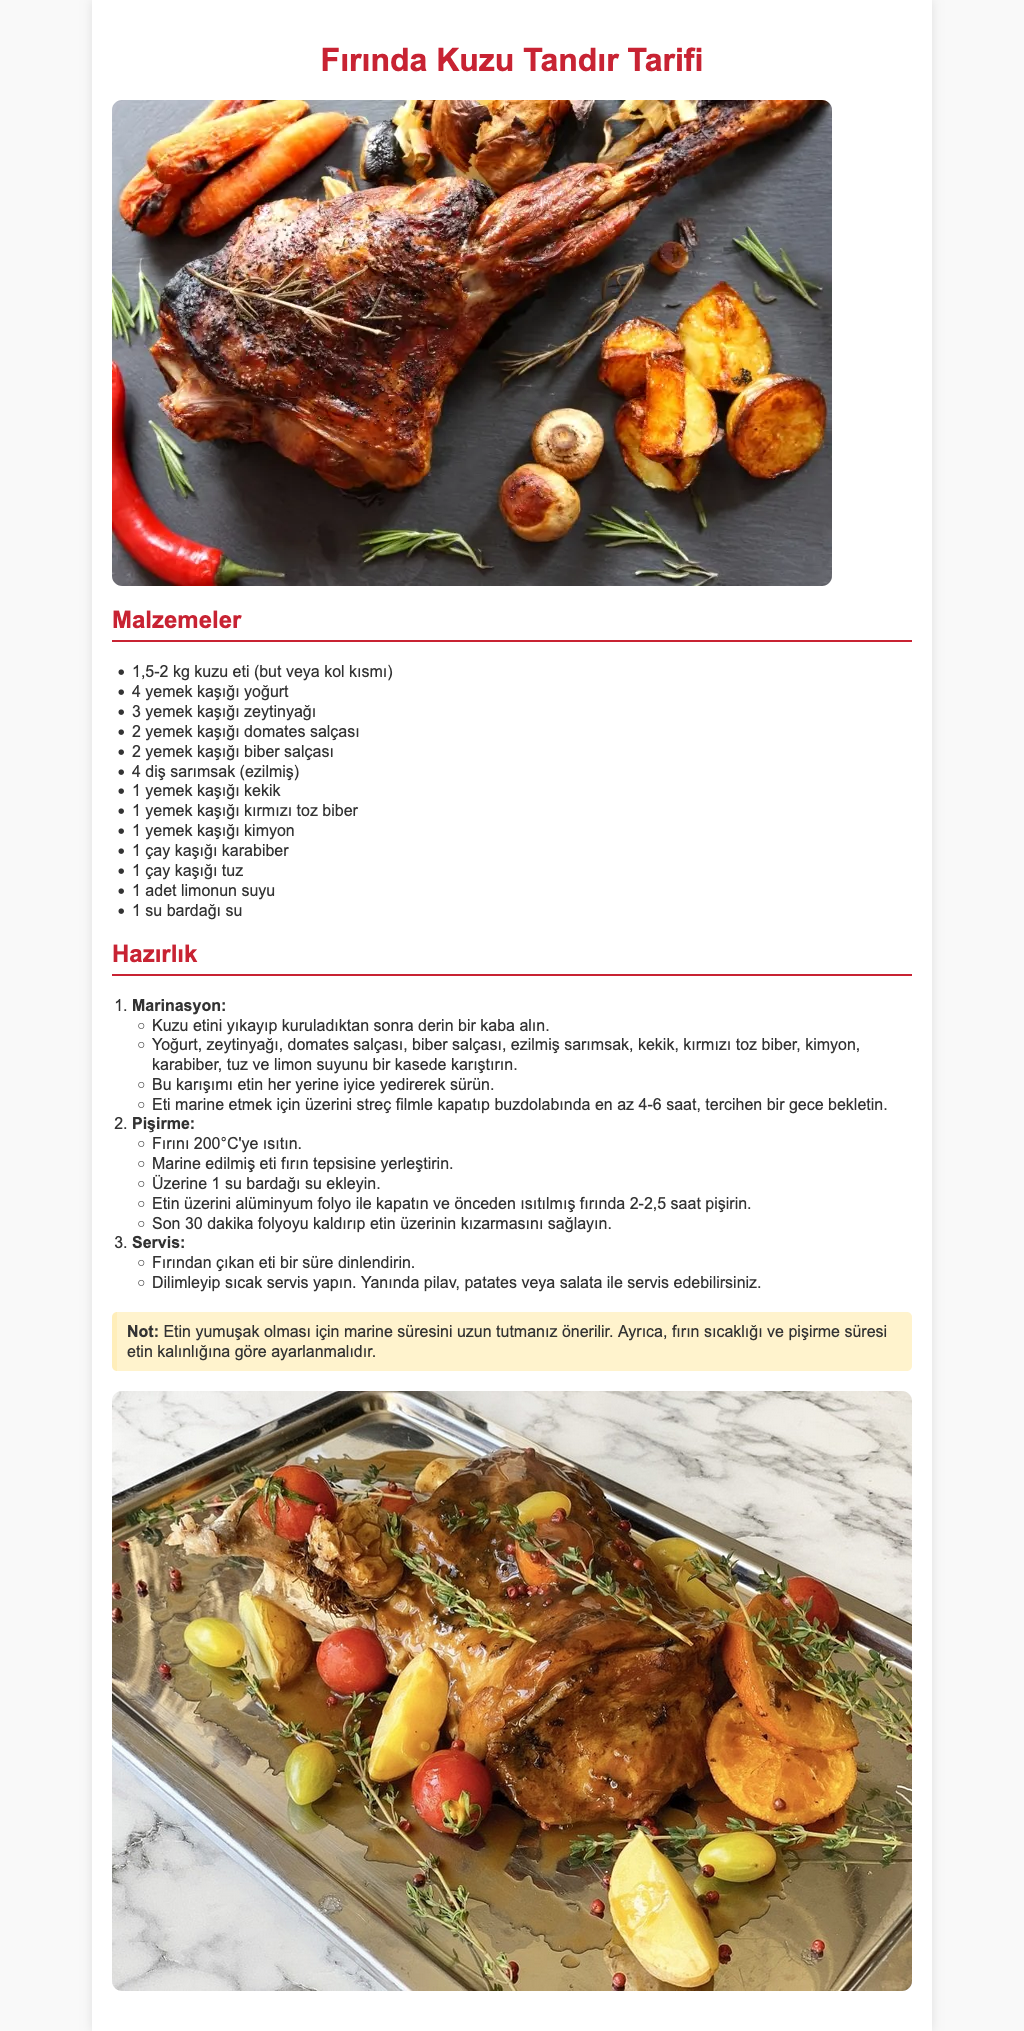 Fırında Kuzu Tandır Tarifi
Malzemeler
1,5-2 kg kuzu eti (but veya kol kısmı)
4 yemek kaşığı yoğurt
3 yemek kaşığı zeytinyağı
2 yemek kaşığı domates salçası
2 yemek kaşığı biber salçası
4 diş sarımsak (ezilmiş)
1 yemek kaşığı kekik
1 yemek kaşığı kırmızı toz biber
1 yemek kaşığı kimyon
1 çay kaşığı karabiber
1 çay kaşığı tuz
1 adet limonun suyu
1 su bardağı su
Hazırlık
1. Marinasyon:
Kuzu etini yıkayıp kuruladıktan sonra derin bir kaba alın.
Yoğurt, zeytinyağı, domates salçası, biber salçası, ezilmiş sarımsak, kekik, kırmızı toz biber, kimyon,
karabiber, tuz ve limon suyunu bir kasede karıştırın.
Bu karışımı etin her yerine iyice yedirerek sürün.
Eti marine etmek için üzerini streç filmle kapatıp buzdolabında en az 4-6 saat, tercihen bir gece bekletin.
2. Pişirme:
Fırını 200°C'ye ısıtın.
Marine edilmiş eti fırın tepsisine yerleştirin.
Üzerine 1 su bardağı su ekleyin.
Etin üzerini alüminyum folyo ile kapatın ve önceden ısıtılmış fırında 2-2,5 saat pişirin.
Son 30 dakika folyoyu kaldırıp etin üzerinin kızarmasını sağlayın.
3. Servis:
Fırından çıkan eti bir süre dinlendirin.
Dilimleyip sıcak servis yapın. Yanında pilav, patates veya salata ile servis edebilirsiniz.
Not: Etin yumuşak olması için marine süresini uzun tutmanız önerilir. Ayrıca, fırın sıcaklığı ve pişirme süresi
etin kalınlığına göre ayarlanmalıdır.